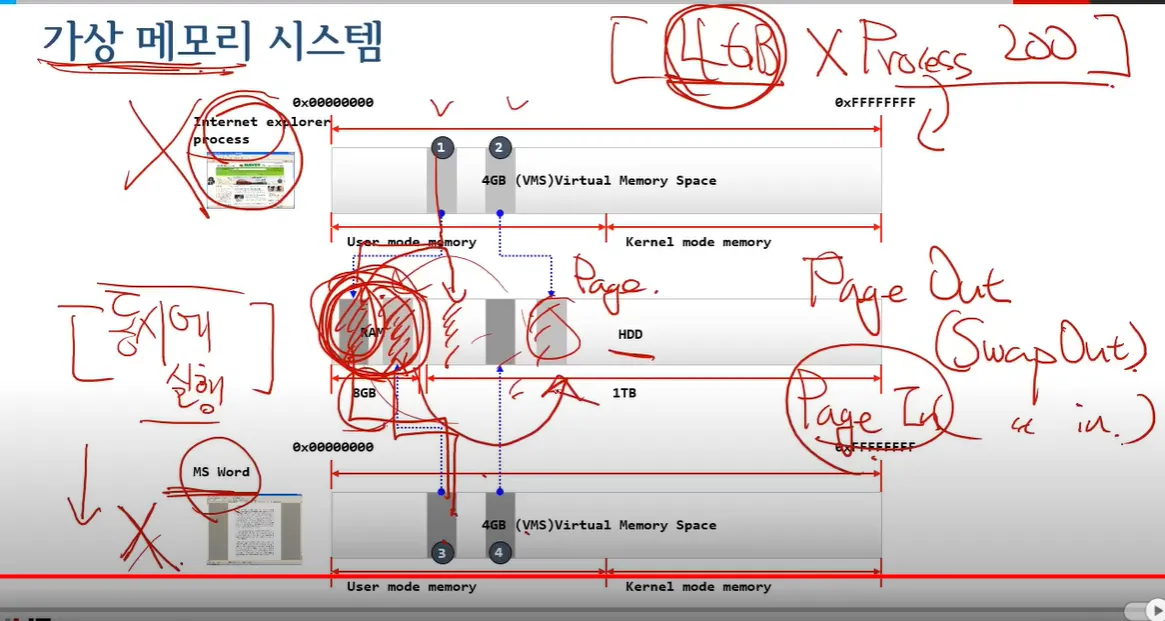 가상 메모리 시스템
[ 4GB X Process 200 ]
0x00000000
0xFFFFFFFF
Internet explorer
process
1
2
4GB (VMS)Virtual Memory Space
User mode memory
Kernel mode memory
Page.
Page Out
(Swap Out)
RAM
HDD
[ 동시에
실행 ]
8GB
1TB
Page In
in.)
0x00000000
0xFFFFFFFF
MS Word
4GB (VMS)Virtual Memory Space
3
4
User mode memory
Kernel mode memory